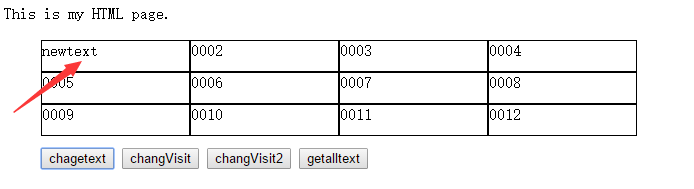 This is my HTML page.
newtext 0002 0003 0004
0005 0006 0007 0008
0009 0010 0011 0012
chagetext changVisit changVisit2 getalltext